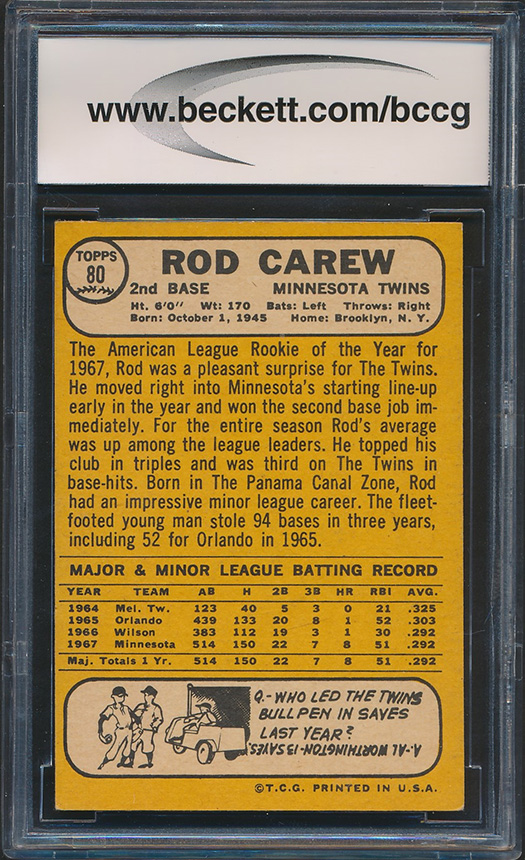 www.beckett.com/bccg
TOPPS
80
ROD CAREW
2nd BASE MINNESOTA TWINS
Ht. 6'0" Wt: 170 Bats: Left Throws: Right
Born: October 1, 1945 Home: Brooklyn, N. Y.
The American League Rookie of the Year for
1967, Rod was a pleasant surprise for The Twins.
He moved right into Minnesota's starting line-up
early in the year and won the second base job im-
mediately. For the entire season Rod's average
was up among the league leaders. He topped his
club in triples and was third on The Twins in
base-hits. Born in The Panama Canal Zone, Rod
had an impressive minor league career. The fleet-
footed young man stole 94 bases in three years,
including 52 for Orlando in 1965.
MAJOR & MINOR LEAGUE BATTING RECORD
YEAR TEAM AB H 2B 3B HR RBI AVG.
1964 Mel. Tw. 123 40 5 3 0 21 .325
1965 Orlando 439 133 20 8 1 52 .303
1966 Wilson 383 112 19 3 1 30 .292
1967 Minnesota 514 150 22 7 8 51 .292
Maj. Totals 1 Yr. 514 150 22 7 8 51 .292
Q.- WHO LED THE TWINS
BULLPEN IN SAVES
LAST YEAR?
A.- AL WORTHINGTON-13 SAVES.
©T.C.G. PRINTED IN U.S.A.